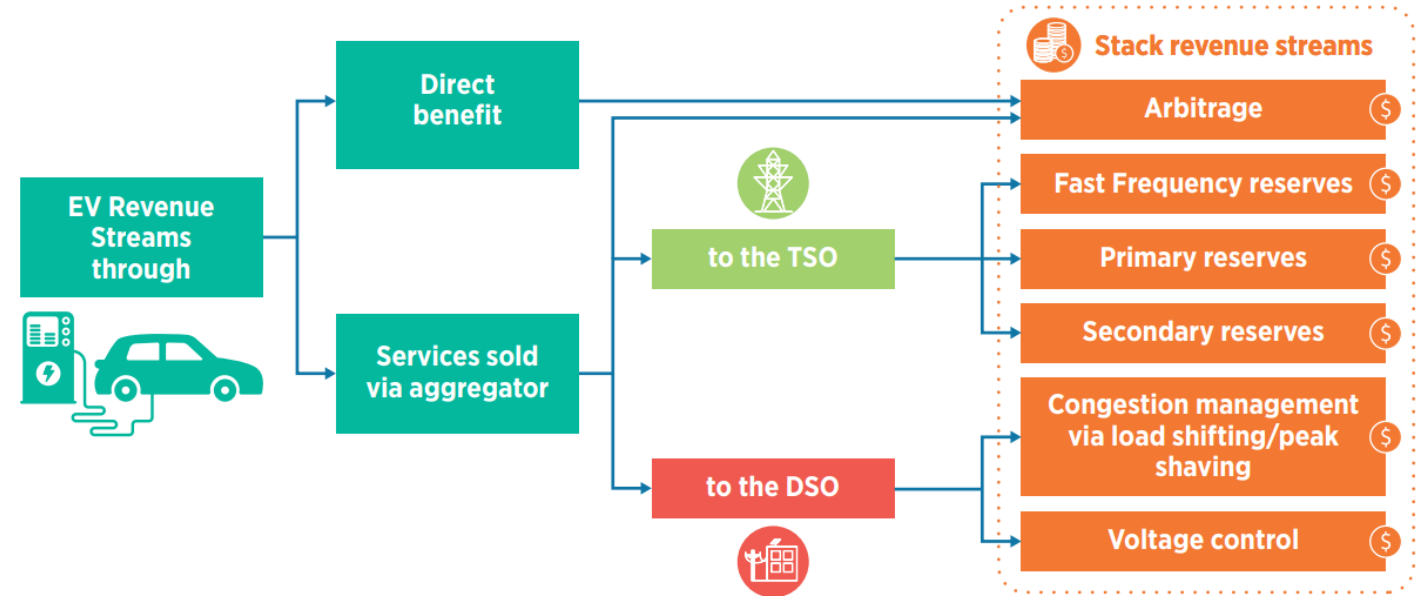 Stack revenue streams
Direct
benefit
Arbitrage
Fast Frequency reserves
EV Revenue
Streams
through
to the TSO
Primary reserves
Secondary reserves
Services sold
via aggregator
Congestion management
via load shifting/peak
shaving
to the DSO
Voltage control
$
$
$
$
$
$
$